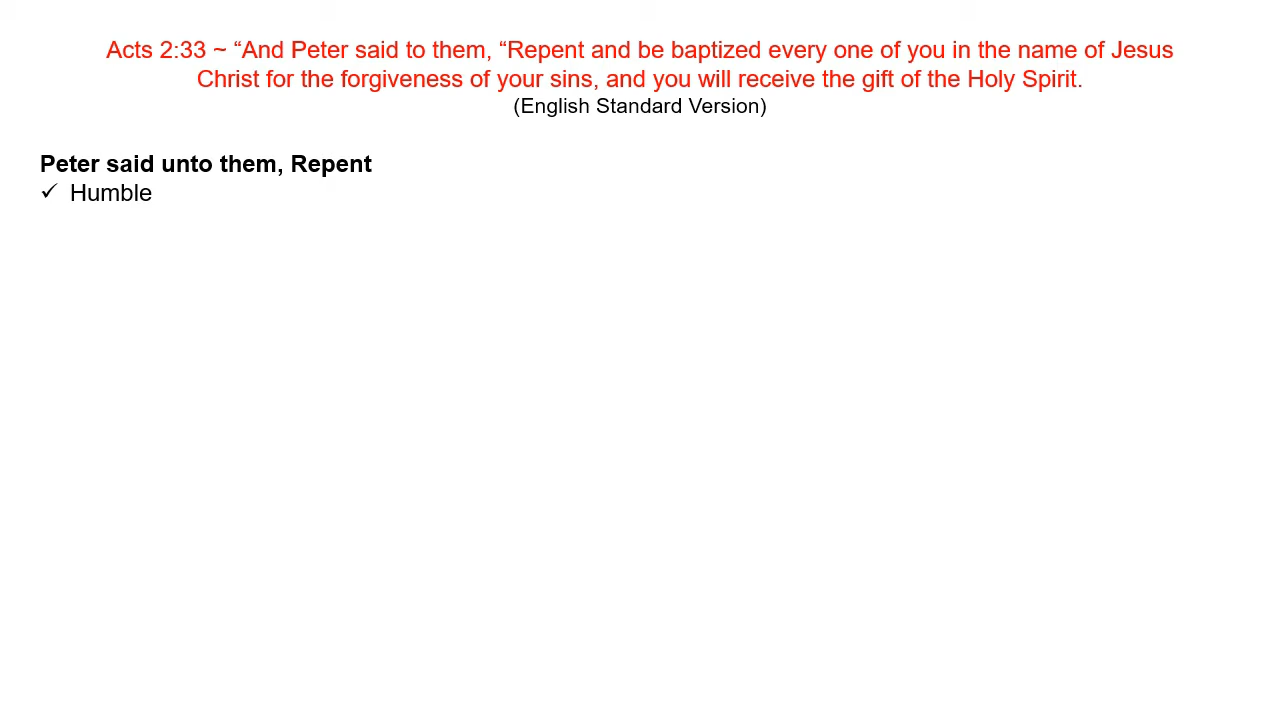 Acts 2:33 ~ “And Peter said to them, “Repent and be baptized every one of you in the name of Jesus
Christ for the forgiveness of your sins, and you will receive the gift of the Holy Spirit.
(English Standard Version)
Peter said unto them, Repent
✓ Humble